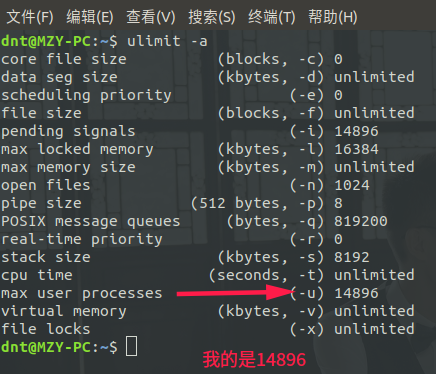 文件(F) 编辑(E) 查看(V) 搜索(S) 终端(T) 帮助(H)
dnt@MZY-PC:~$ ulimit -a
core file size          (blocks, -c) 0
data seg size           (kbytes, -d) unlimited
scheduling priority             (-e) 0
file size               (blocks, -f) unlimited
pending signals                 (-i) 14896
max locked memory       (kbytes, -l) 16384
max memory size         (kbytes, -m) unlimited
open files                      (-n) 1024
pipe size            (512 bytes, -p) 8
POSIX message queues     (bytes, -q) 819200
real-time priority              (-r) 0
stack size              (kbytes, -s) 8192
cpu time               (seconds, -t) unlimited
max user processes              (-u) 14896
virtual memory          (kbytes, -v) unlimited
file locks                      (-x) unlimited
dnt@MZY-PC:~$
我的是14896